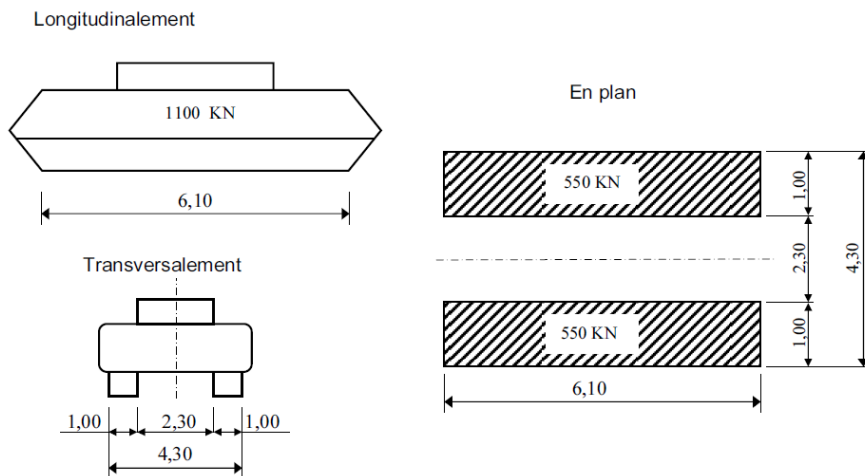 Longitudinalement
1100 KN
6,10
Transversalement
1,00 2,30 1,00
4,30
En plan
550 KN
1,00
2,30
4,30
550 KN
1,00
6,10